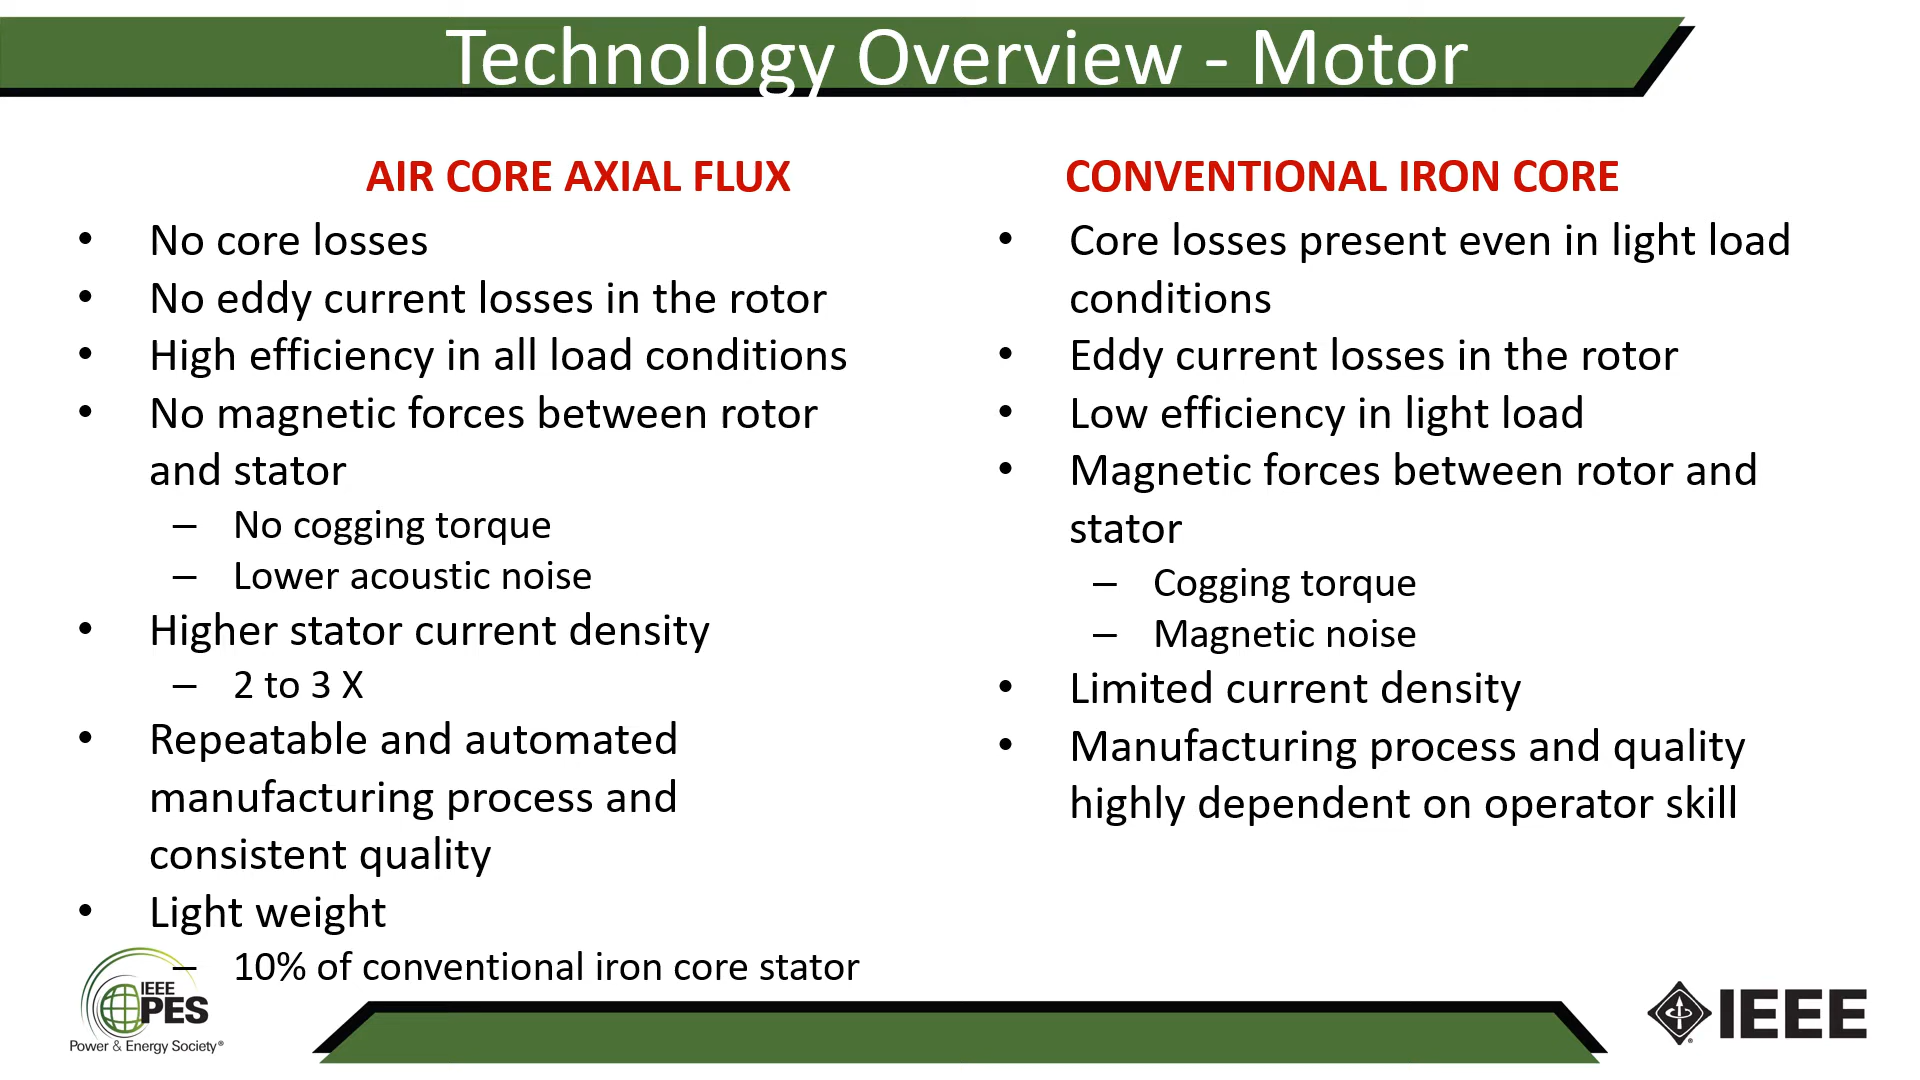 Technology Overview - Motor
AIR CORE AXIAL FLUX
• No core losses
• No eddy current losses in the rotor
• High efficiency in all load conditions
• No magnetic forces between rotor
and stator
– No cogging torque
– Lower acoustic noise
• Higher stator current density
– 2 to 3 X
• Repeatable and automated
manufacturing process and
consistent quality
• Light weight
– 10% of conventional iron core stator
CONVENTIONAL IRON CORE
• Core losses present even in light load
conditions
• Eddy current losses in the rotor
• Low efficiency in light load
• Magnetic forces between rotor and
stator
– Cogging torque
– Magnetic noise
• Limited current density
• Manufacturing process and quality
highly dependent on operator skill
IEEE
PES
Power & Energy Society®
IEEE